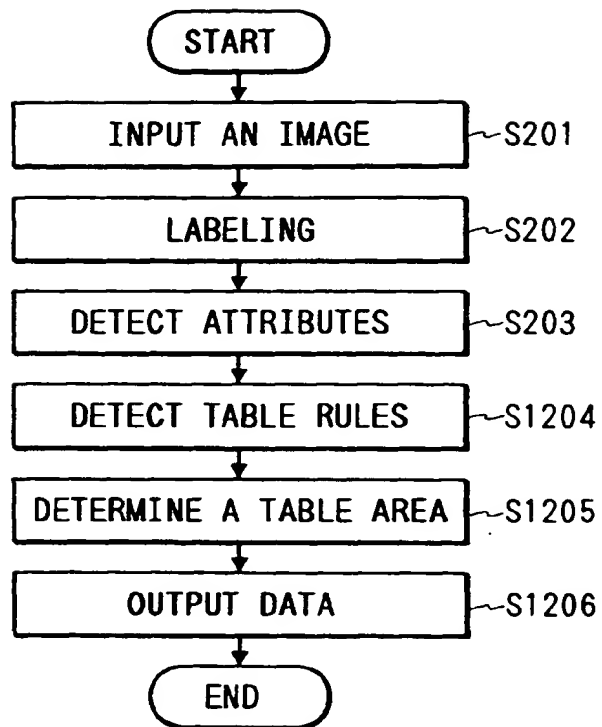 START
INPUT AN IMAGE S201
LABELING S202
DETECT ATTRIBUTES S203
DETECT TABLE RULES S1204
DETERMINE A TABLE AREA S1205
OUTPUT DATA S1206
END